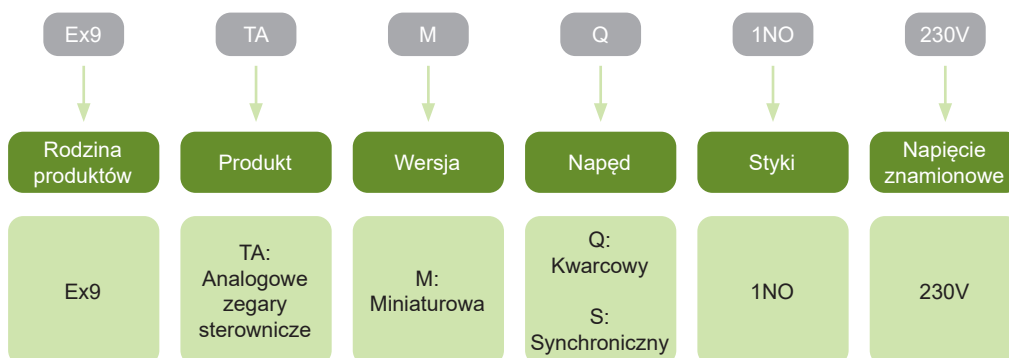 Ex9
TA
M
Q
1NO
230V
Rodzina
produktów
Produkt
Wersja
Napęd
Styki
Napięcie
znamionowe
Ex9
TA:
Analogowe
zegary
sterownicze
M:
Miniaturowa
Q:
Kwarcowy
S:
Synchroniczny
1NO
230V